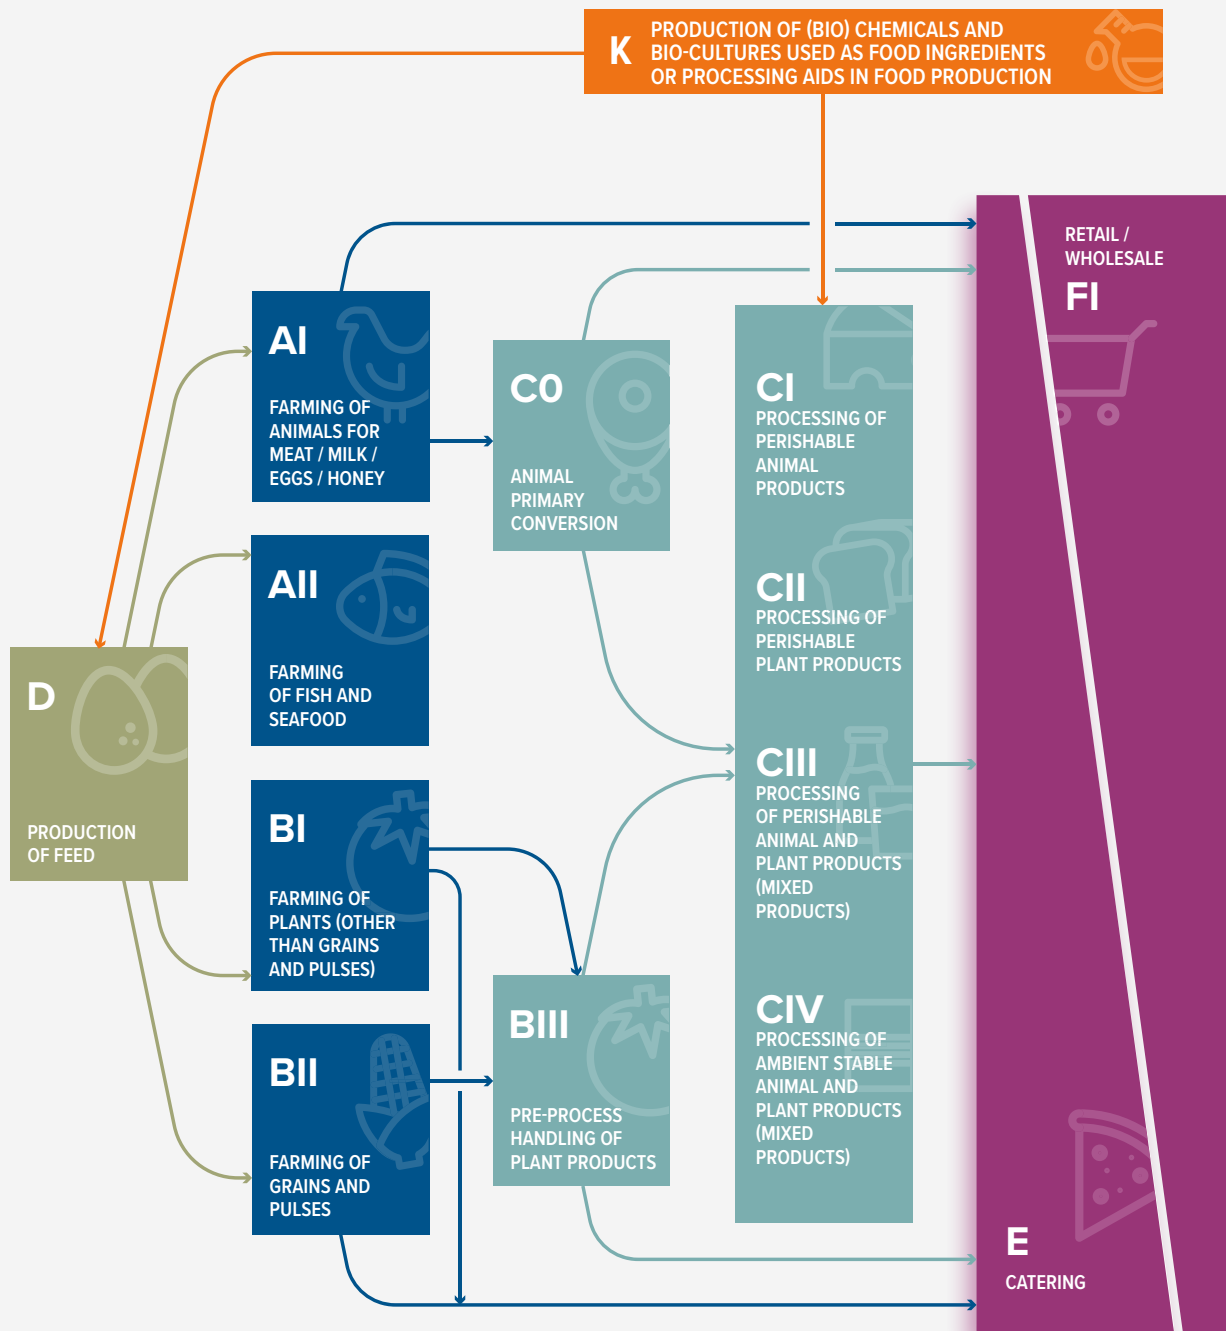 K
PRODUCTION OF (BIO) CHEMICALS AND
BIO-CULTURES USED AS FOOD INGREDIENTS
OR PROCESSING AIDS IN FOOD PRODUCTION
RETAIL /
WHOLESALE
FI
AI
FARMING OF
ANIMALS FOR
MEAT / MILK /
EGGS / HONEY
C0
ANIMAL
PRIMARY
CONVERSION
CI
PROCESSING OF
PERISHABLE
ANIMAL
PRODUCTS
AII
FARMING
OF FISH AND
SEAFOOD
CII
PROCESSING OF
PERISHABLE
PLANT PRODUCTS
D
PRODUCTION
OF FEED
BI
FARMING OF
PLANTS (OTHER
THAN GRAINS
AND PULSES)
CIII
PROCESSING
OF PERISHABLE
ANIMAL AND
PLANT PRODUCTS
(MIXED
PRODUCTS)
BII
FARMING OF
GRAINS AND
PULSES
BIII
PRE-PROCESS
HANDLING OF
PLANT PRODUCTS
CIV
PROCESSING OF
AMBIENT STABLE
ANIMAL AND
PLANT PRODUCTS
(MIXED
PRODUCTS)
E
CATERING